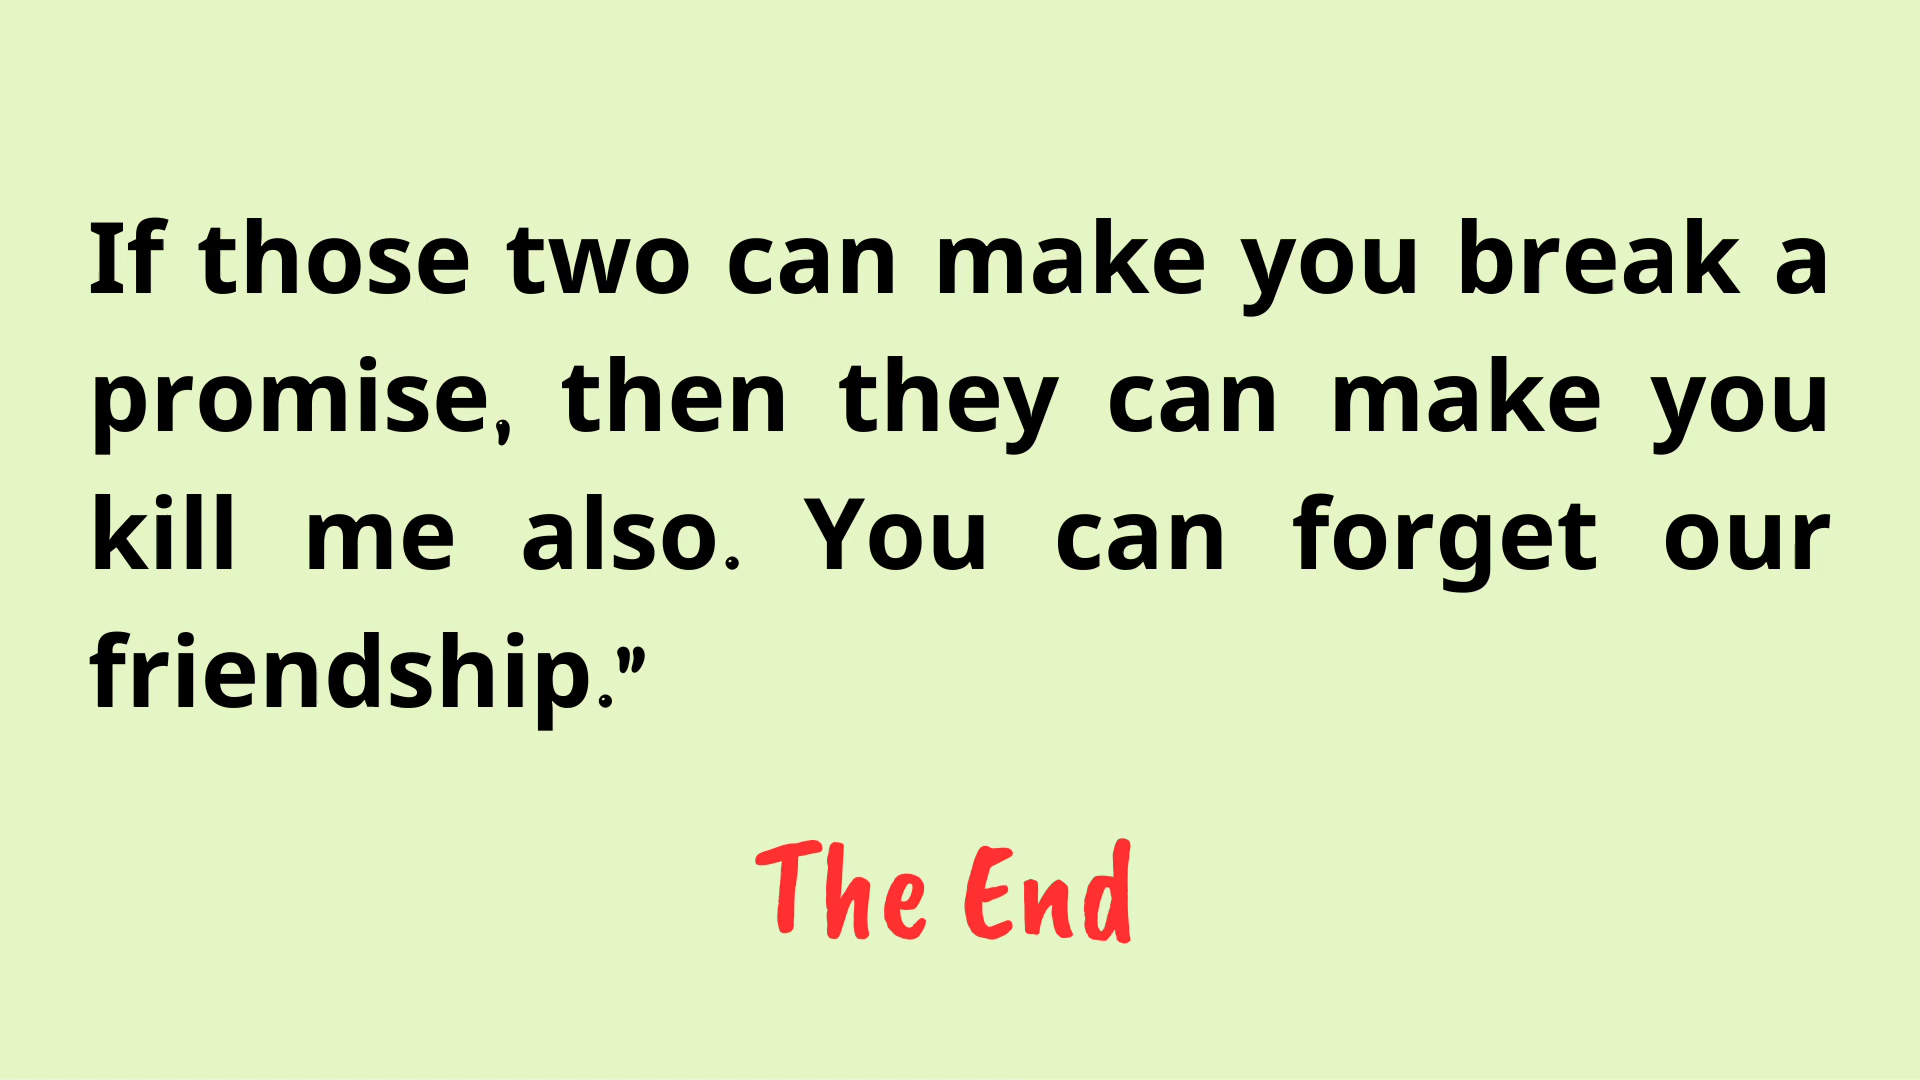 If those two can make you break a
promise, then they can make you
kill me also. You can forget our
friendship.”
The End